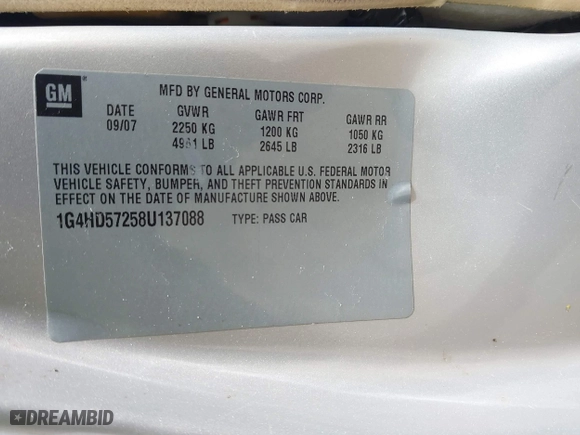 GM
MFD BY GENERAL MOTORS CORP.
DATE GVWR GAWR FRT GAWR RR
09/07 2250 KG 1200 KG 1050 KG
4961 LB 2645 LB 2316 LB
THIS VEHICLE CONFORMS TO ALL APPLICABLE U.S. FEDERAL MOTOR
VEHICLE SAFETY, BUMPER, AND THEFT PREVENTION STANDARDS IN
EFFECT ON THE DATE OF MANUFACTURE SHOWN ABOVE.
1G4HD57258U137088 TYPE: PASS CAR
DREAMBID